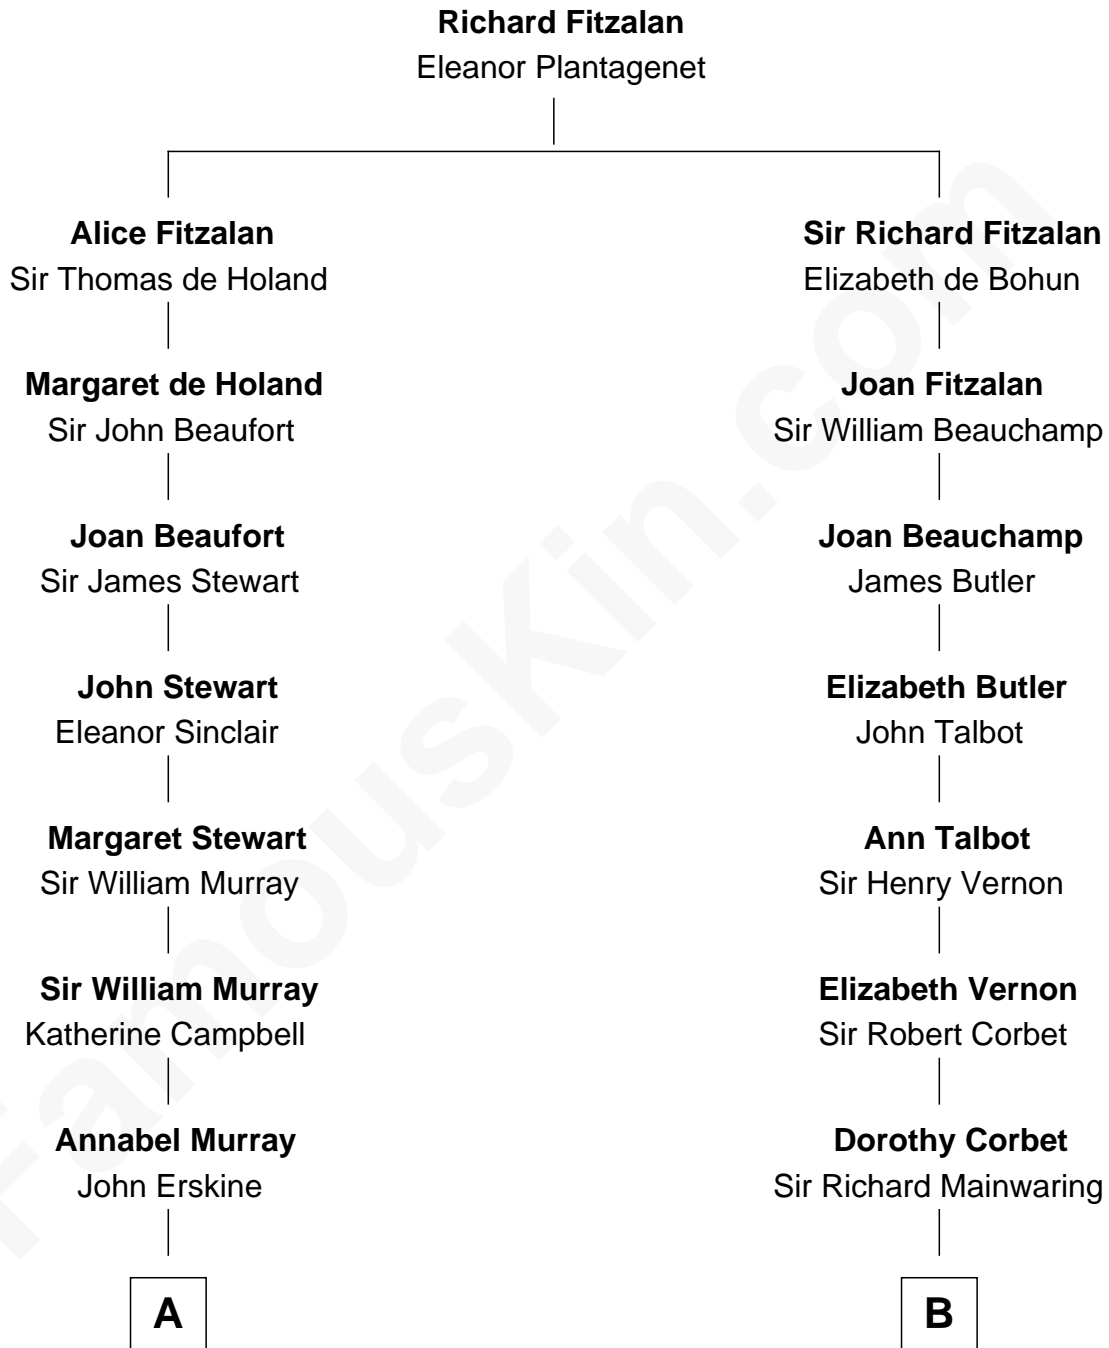 Richard Fitzalan
Eleanor Plantagenet
Alice Fitzalan
Sir Thomas de Holand
Sir Richard Fitzalan
Elizabeth de Bohun
Margaret de Holand
Sir John Beaufort
Joan Fitzalan
Sir William Beauchamp
Joan Beaufort
Sir James Stewart
Joan Beauchamp
James Butler
John Stewart
Eleanor Sinclair
Elizabeth Butler
John Talbot
Margaret Stewart
Sir William Murray
Ann Talbot
Sir Henry Vernon
Sir William Murray
Katherine Campbell
Elizabeth Vernon
Sir Robert Corbet
Annabel Murray
John Erskine
Dorothy Corbet
Sir Richard Mainwaring
A
B
FamousKin.com